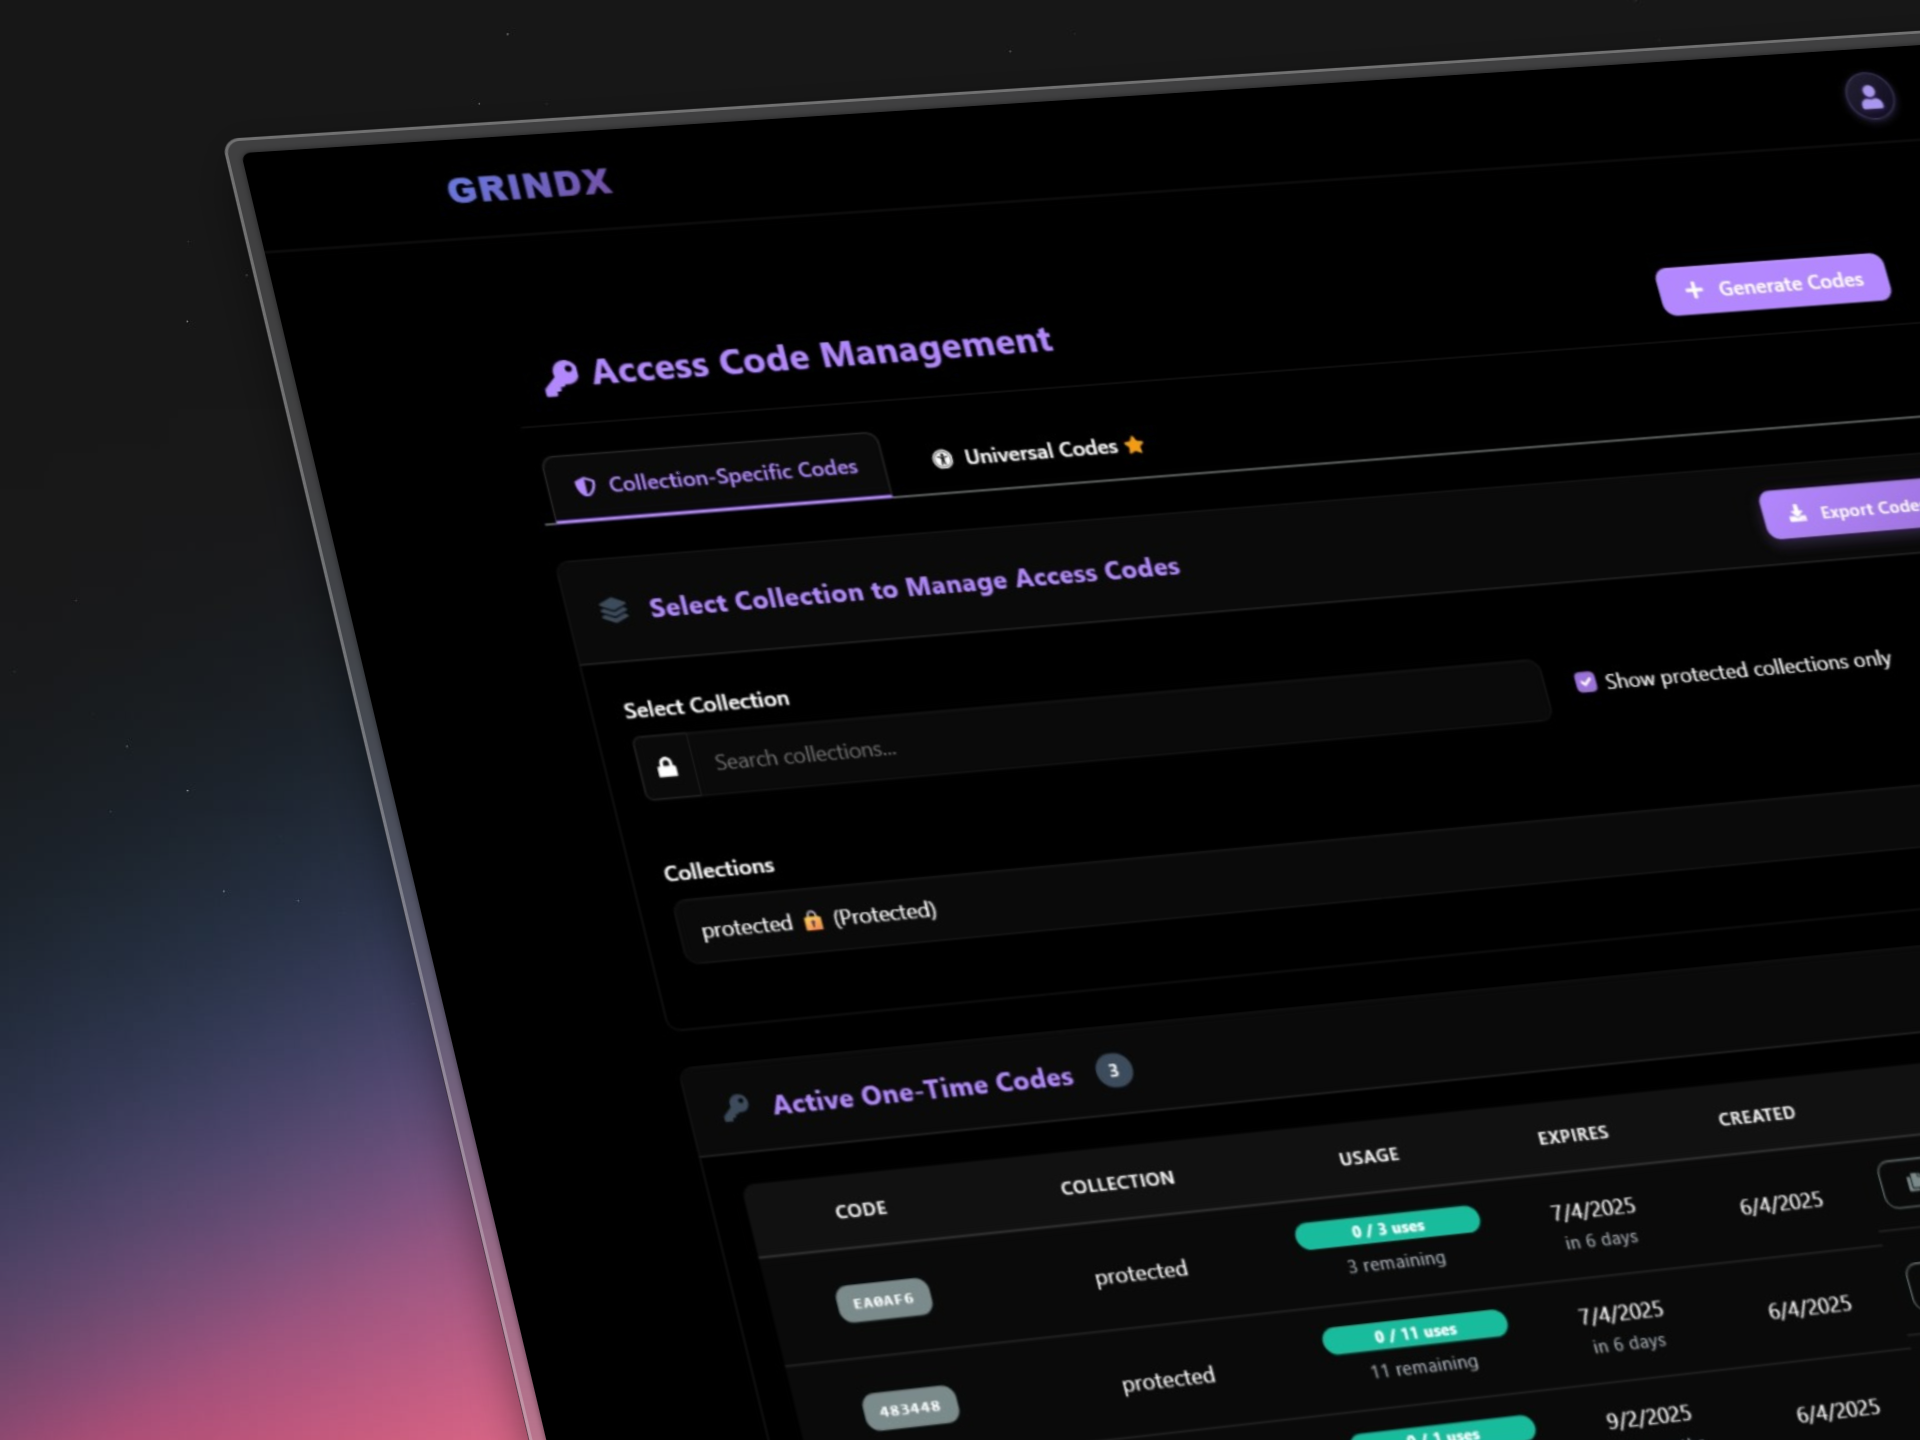 GRINDX
Generate Codes
Access Code Management
Collection-Specific Codes
Universal Codes
Export Codes
Select Collection to Manage Access Codes
Select Collection
Show protected collections only
Search collections...
Collections
protected 🔒 (Protected)
Active One-Time Codes 3
CODE COLLECTION USAGE EXPIRES CREATED
EA0AF6 protected 0 / 3 uses 7/4/2025 6/4/2025
3 remaining in 6 days
483448 protected 0 / 11 uses 7/4/2025 6/4/2025
11 remaining in 6 days
0 / 1 uses 9/2/2025 6/4/2025